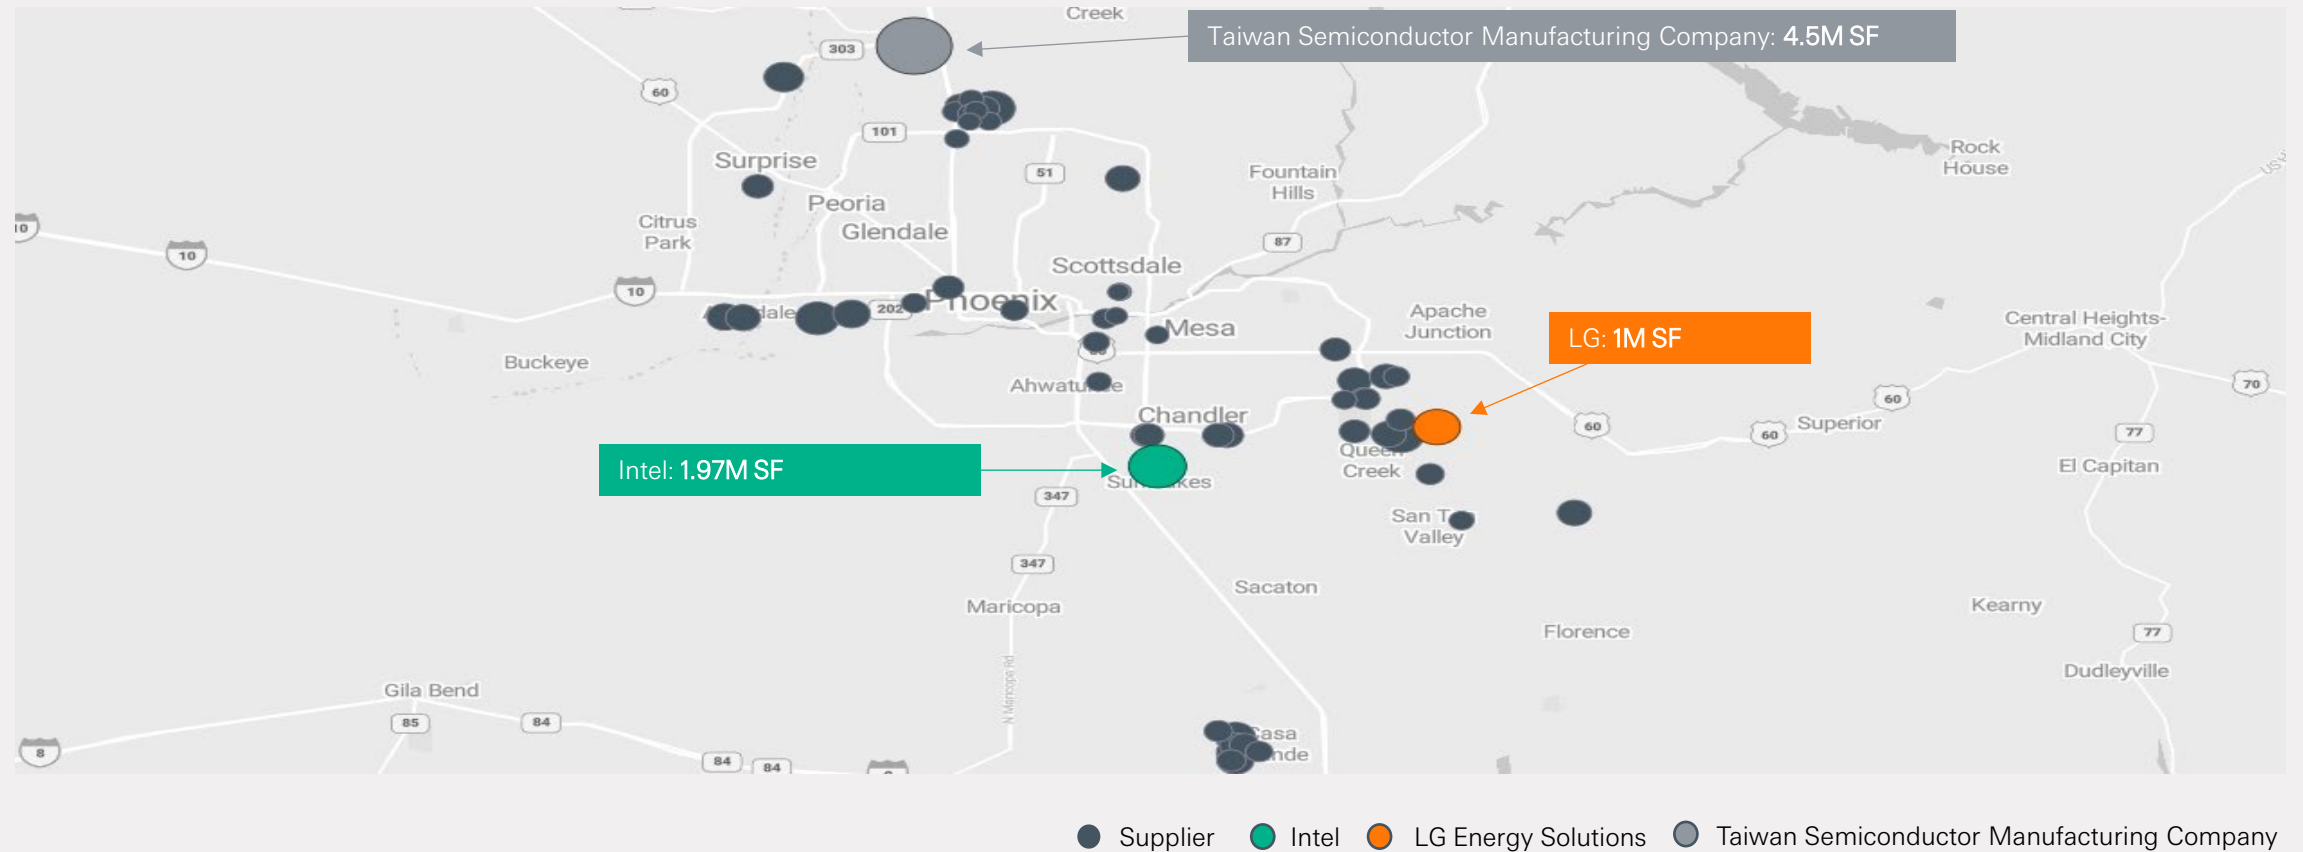 Creek
Taiwan Semiconductor Manufacturing Company: 4.5M SF
303
60
101
Rock
House
Surprise
51
Fountain
Hills
Peoria
Citrus
Park
Glendale
10
10
87
Scottsdale
10
202
Phoenix
Apache
Junction
Mesa
Central Heights-
Midland City
LG: 1M SF
Buckeye
70
60
Chandler
Superior
60
60
77
Queen
Creek
El Capitan
Intel: 1.97M SF
347
San T
Valley
347
Sacaton
Maricopa
Kearny
Florence
77
N Maricopa Rd
Dudleyville
Gila Bend
85
84
8
84
84
Supplier
Intel
LG Energy Solutions
Taiwan Semiconductor Manufacturing Company